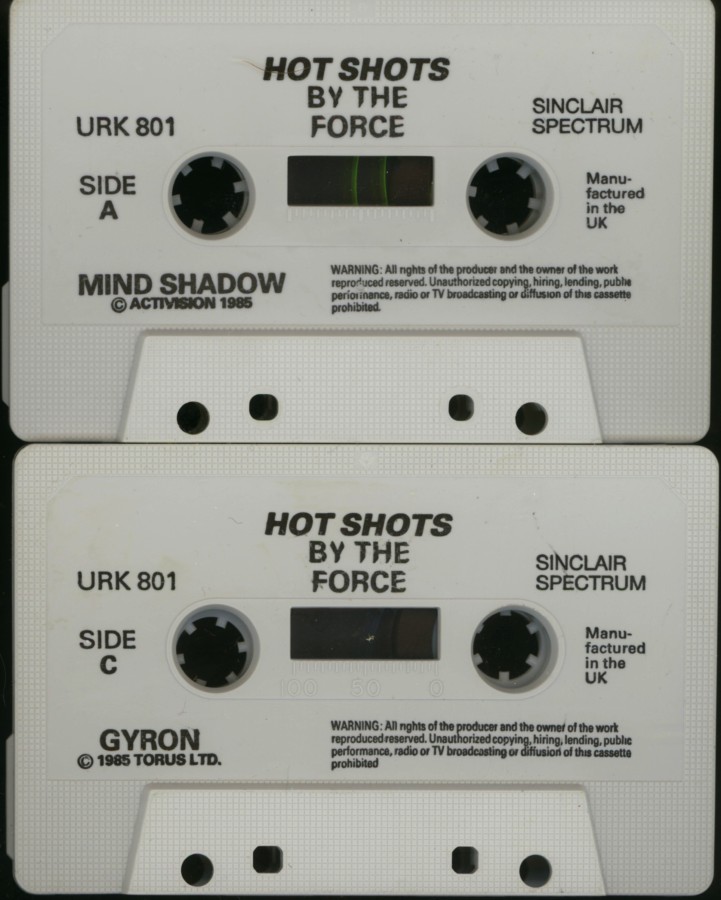 HOT SHOTS
BY THE
FORCE
URK 801
SINCLAIR
SPECTRUM
SIDE
A
Manu-
factured
in the
UK
MIND SHADOW
© ACTIVISION 1985
WARNING: All rights of the producer and the owner of the work
reproduced reserved. Unauthorized copying, hiring, lending, public
performance, radio or TV broadcasting or diffusion of this cassette
prohibited.
HOT SHOTS
BY THE
FORCE
URK 801
SINCLAIR
SPECTRUM
SIDE
C
Manu-
factured
in the
UK
100 50 0
GYRON
© 1985 TORUS LTD.
WARNING: All rights of the producer and the owner of the work
reproduced reserved. Unauthorized copying, hiring, lending, public
performance, radio or TV broadcasting or diffusion of this cassette
prohibited